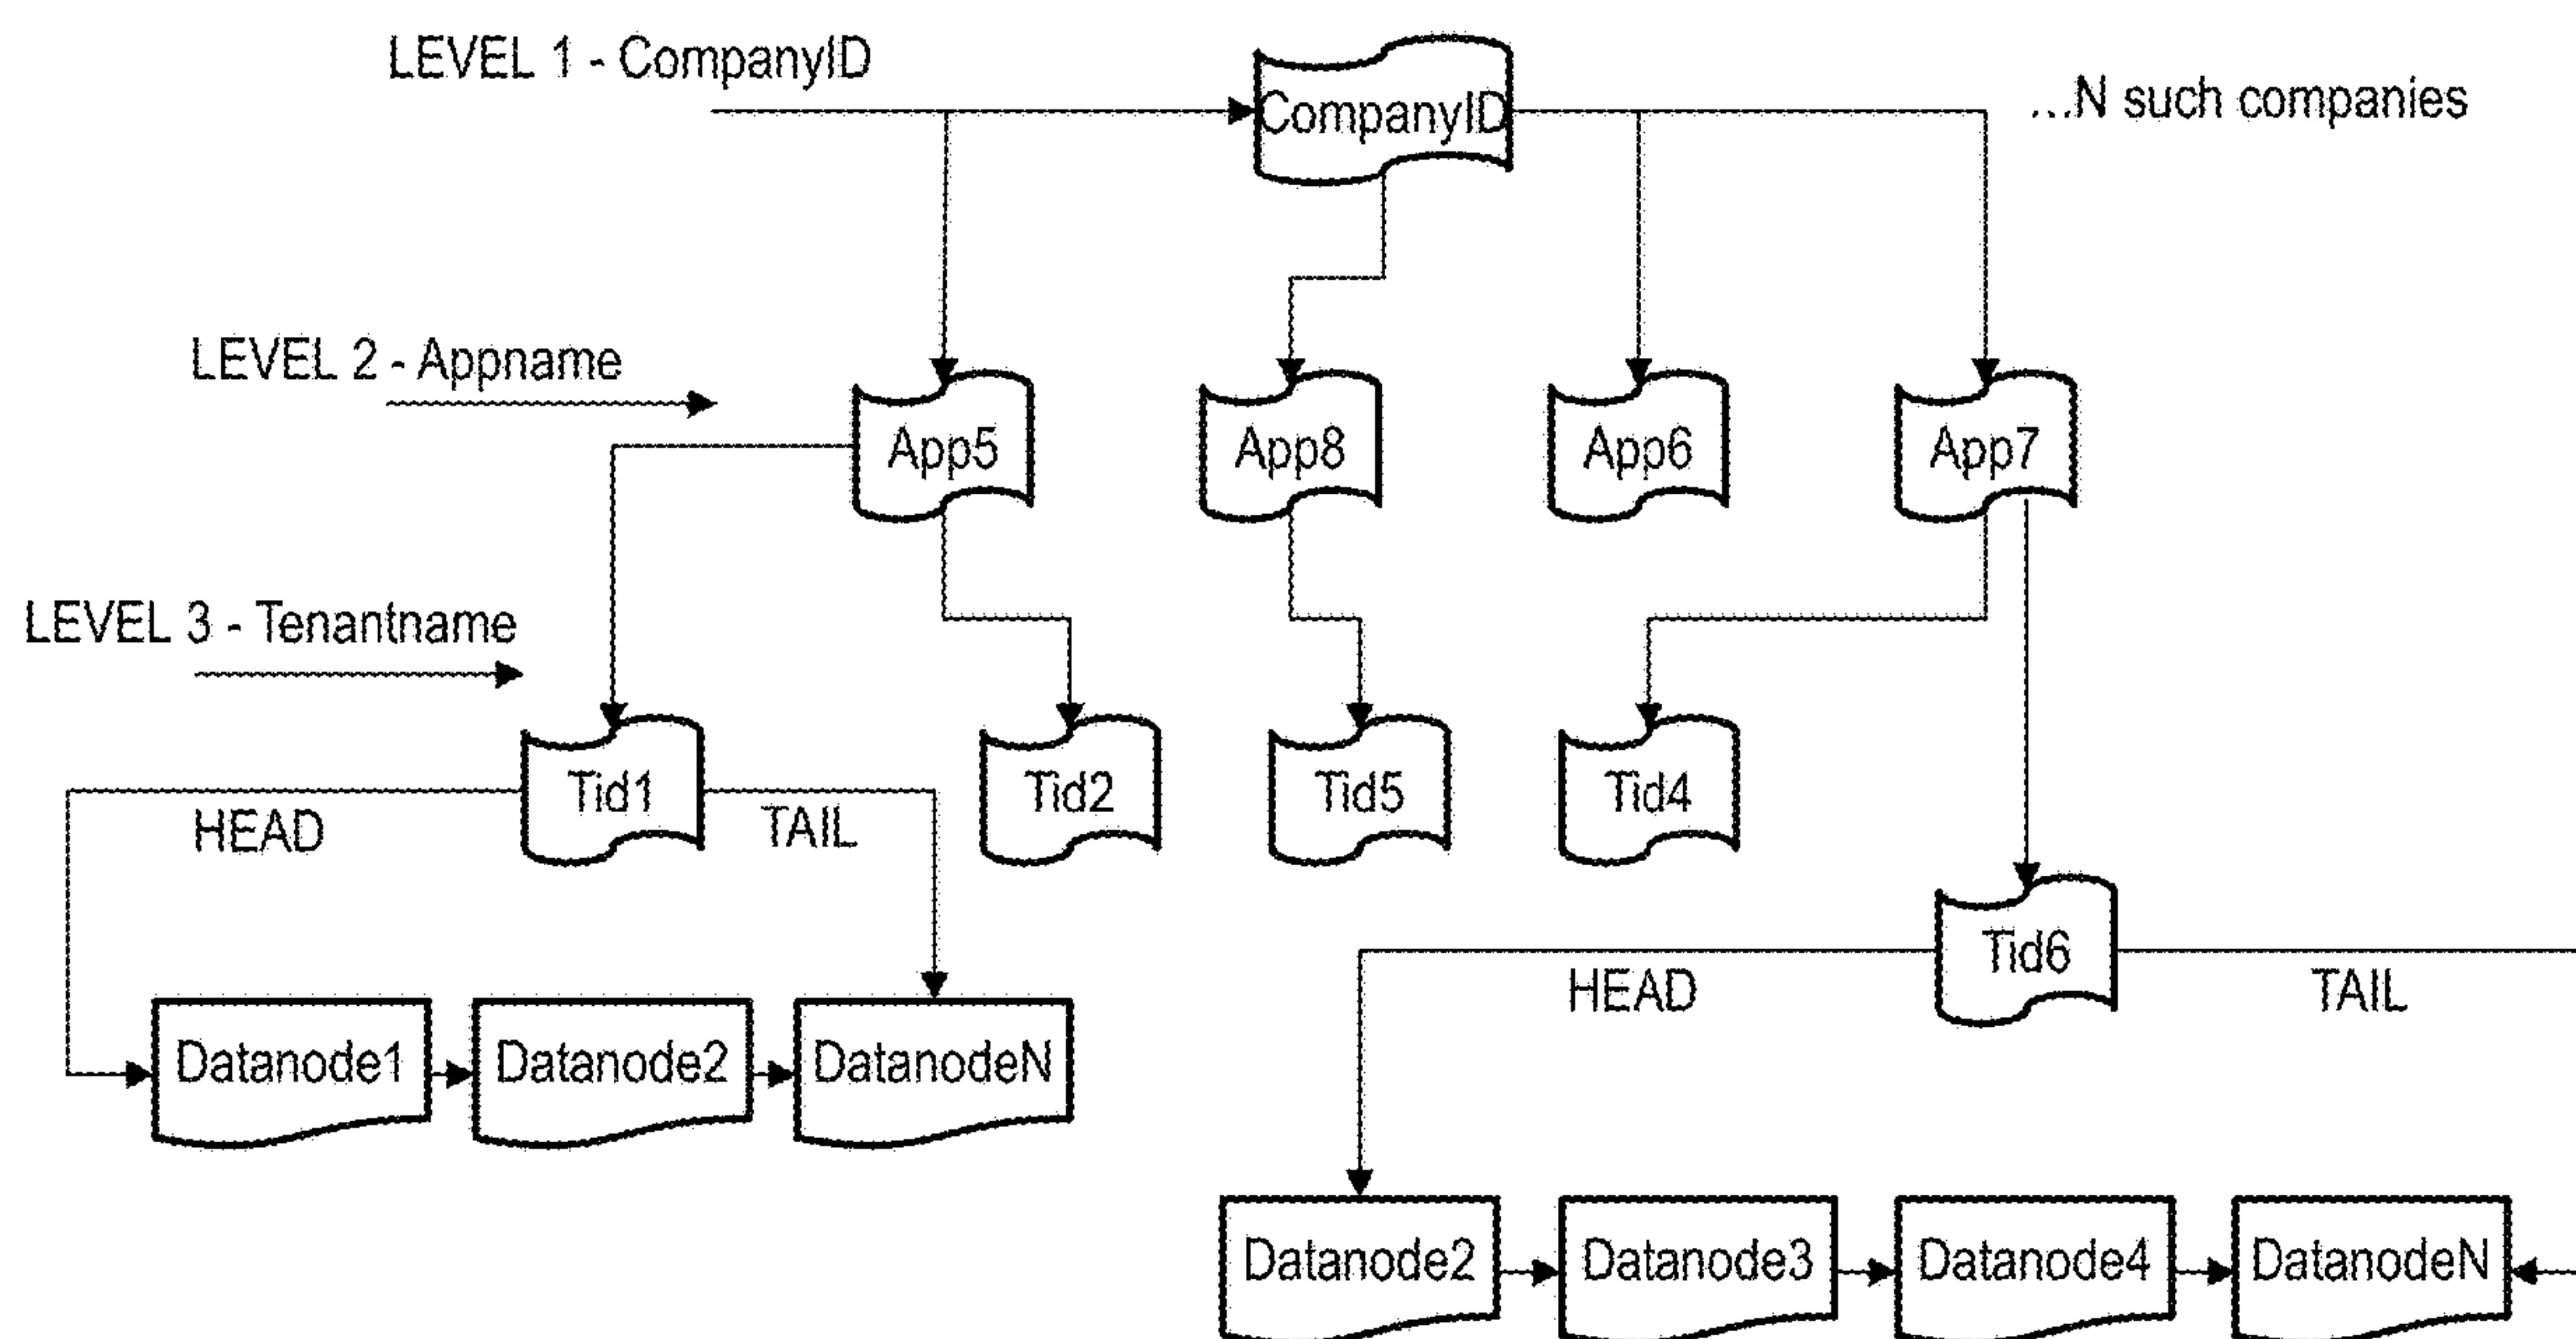 LEVEL 1 - CompanyID
CompanyID
...N such companies
LEVEL 2 - Appname
App5
App8
App6
App7
LEVEL 3 - Tenantname
Tid1
Tid2
Tid5
Tid4
HEAD
TAIL
Tid6
HEAD
TAIL
Datanode1
Datanode2
DatanodeN
Datanode2
Datanode3
Datanode4
DatanodeN